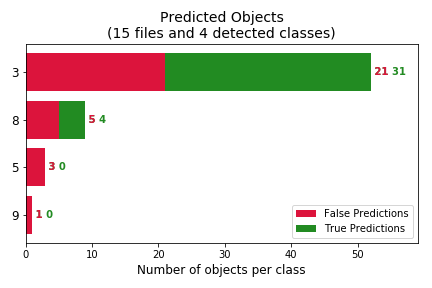 Predicted Objects
(15 files and 4 detected classes)
3 21 31
8 5 4
5 3 0
9 1 0
False Predictions
True Predictions
0 10 20 30 40 50
Number of objects per class